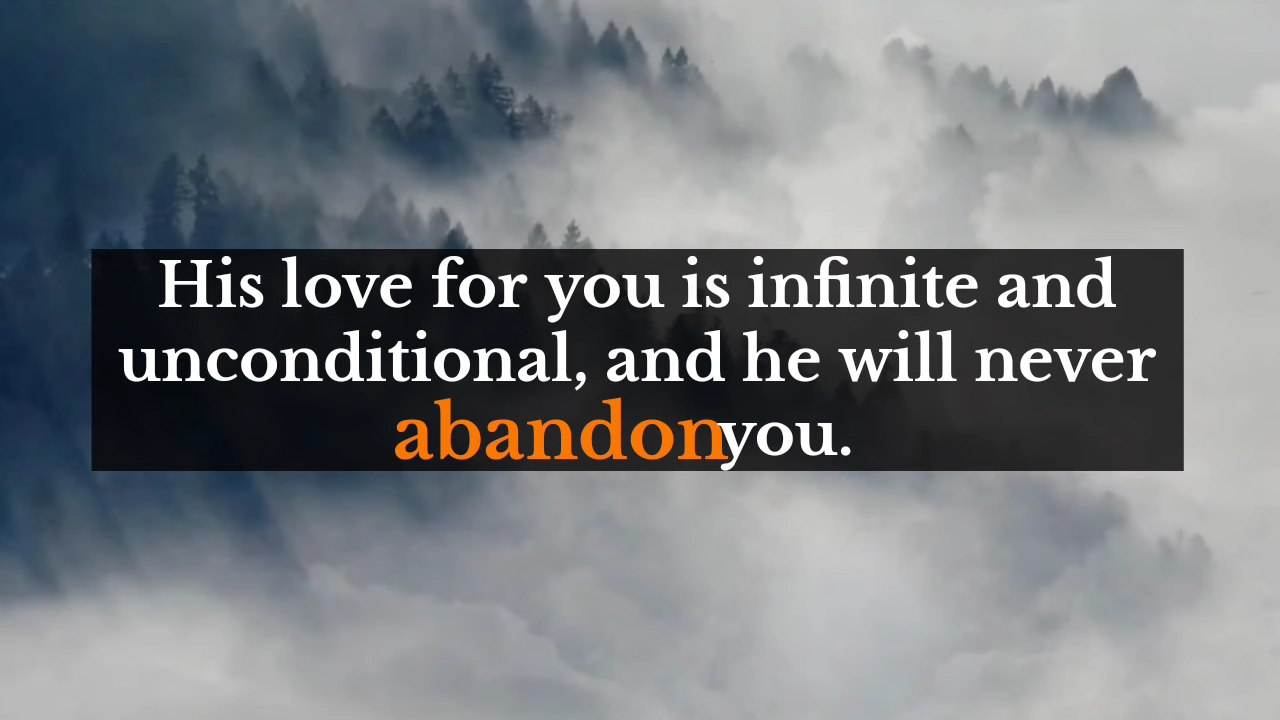 His love for you is infinite and
unconditional, and he will never
abandon you.